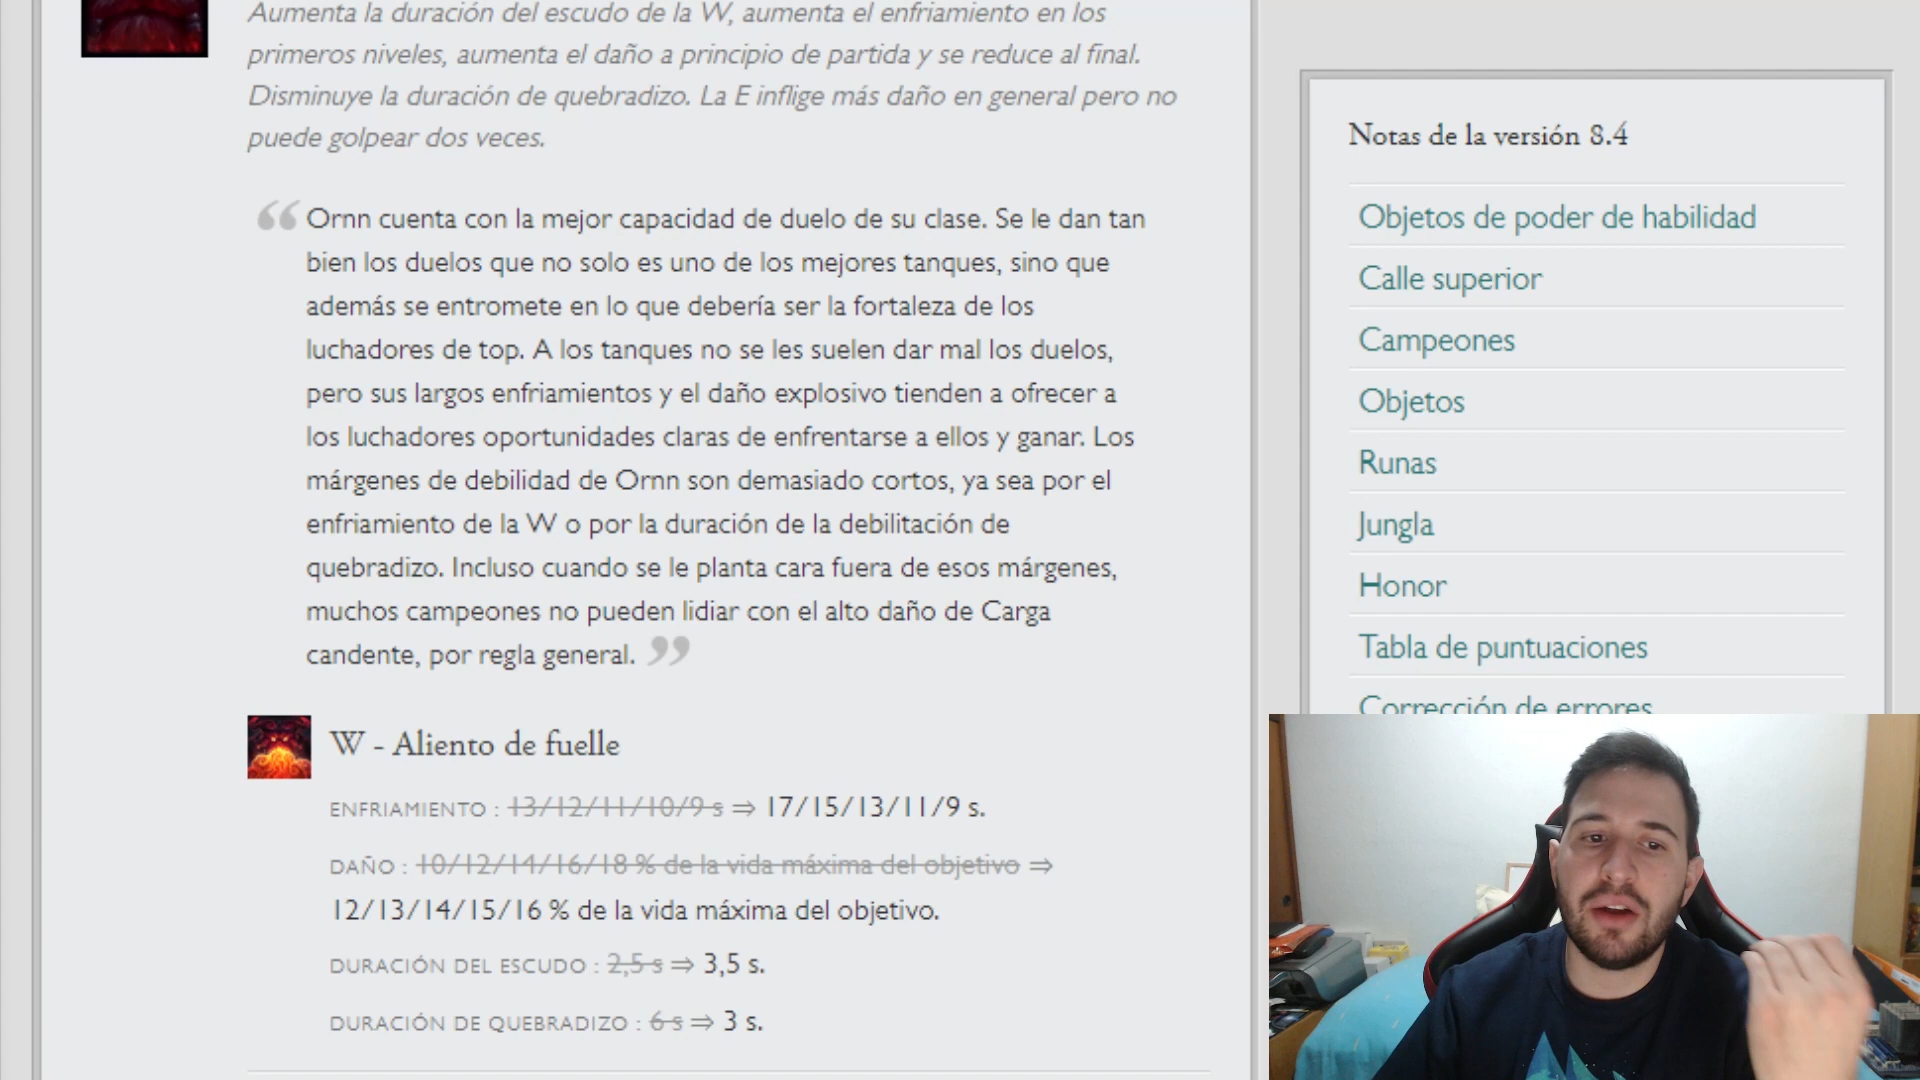 Aumenta la duración del escudo de la W, aumenta el enfriamiento en los
primeros niveles, aumenta el daño a principio de partida y se reduce al final.
Disminuye la duración de quebradizo. La E inflige más daño en general pero no
puede golpear dos veces.
“ Ornn cuenta con la mejor capacidad de duelo de su clase. Se le dan tan
bien los duelos que no solo es uno de los mejores tanques, sino que
además se entromete en lo que debería ser la fortaleza de los
luchadores de top. A los tanques no se les suelen dar mal los duelos,
pero sus largos enfriamientos y el daño explosivo tienden a ofrecer a
los luchadores oportunidades claras de enfrentarse a ellos y ganar. Los
márgenes de debilidad de Ornn son demasiado cortos, ya sea por el
enfriamiento de la W o por la duración de la debilitación de
quebradizo. Incluso cuando se le planta cara fuera de esos márgenes,
muchos campeones no pueden lidiar con el alto daño de Carga
candente, por regla general. ”
W - Aliento de fuelle
ENFRIAMIENTO : 13/12/11/10/9 s ⇒ 17/15/13/11/9 s.
DAÑO : 10/12/14/16/18 % de la vida máxima del objetivo ⇒
12/13/14/15/16 % de la vida máxima del objetivo.
DURACIÓN DEL ESCUDO : 2,5 s ⇒ 3,5 s.
DURACIÓN DE QUEBRADIZO : 6 s ⇒ 3 s.
Notas de la versión 8.4
Objetos de poder de habilidad
Calle superior
Campeones
Objetos
Runas
Jungla
Honor
Tabla de puntuaciones
Corrección de errores